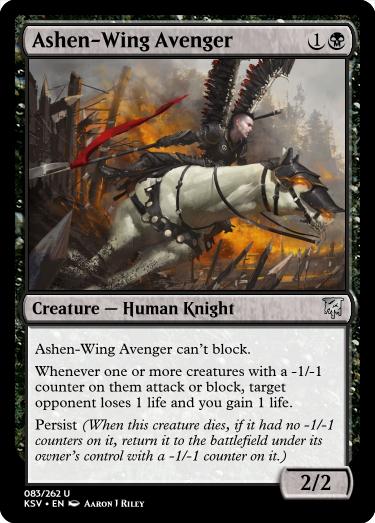 Ashen-Wing Avenger 1
Creature — Human Knight
Ashen-Wing Avenger can't block.
Whenever one or more creatures with a -1/-1
counter on them attack or block, target
opponent loses 1 life and you gain 1 life.
Persist (When this creature dies, if it had no -1/-1
counters on it, return it to the battlefield under its
owner's control with a -1/-1 counter on it.)
2/2
083/262 U
KSV • EN Aaron J Riley